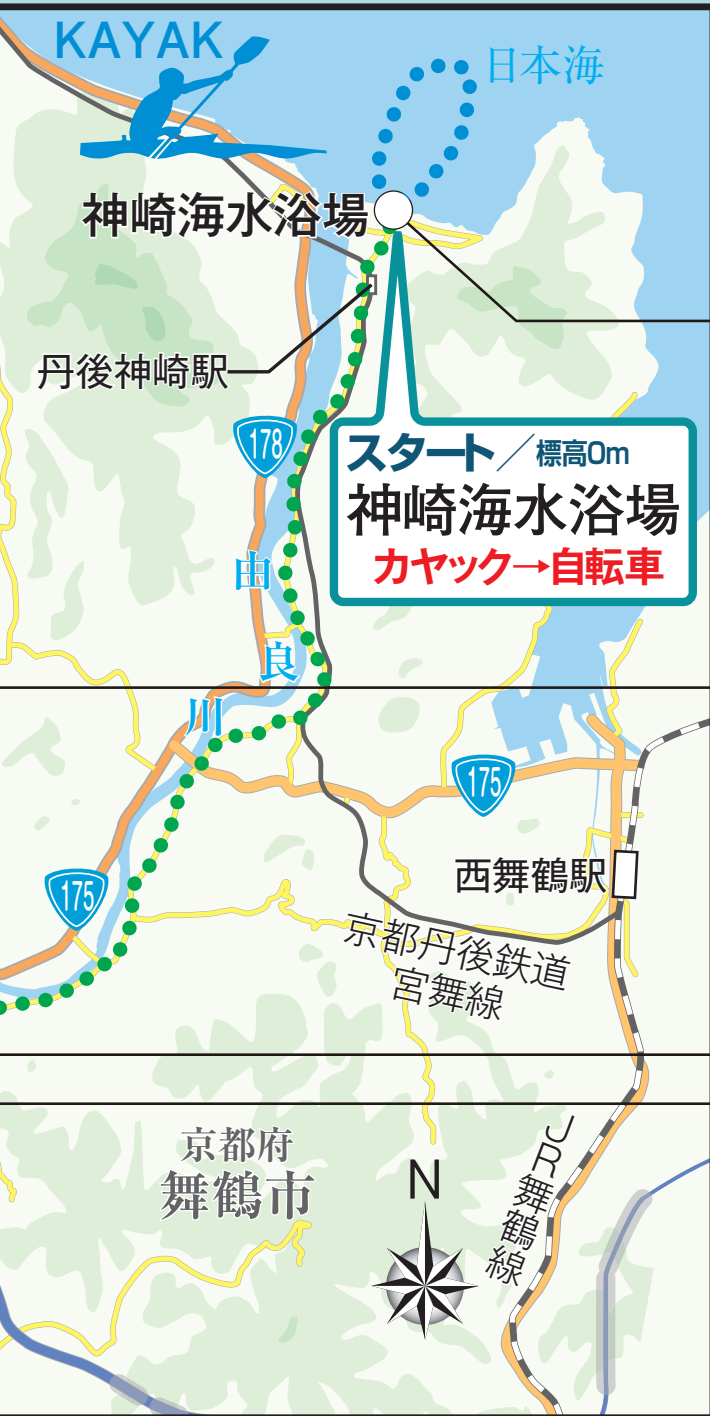 KAYAK
日本海
神崎海水浴場
丹後神崎駅
178
スタート／標高0m
神崎海水浴場
カヤック→自転車
由良川
175
175
西舞鶴駅
京都丹後鉄道
宮舞線
京都府
舞鶴市
N
JR舞鶴線